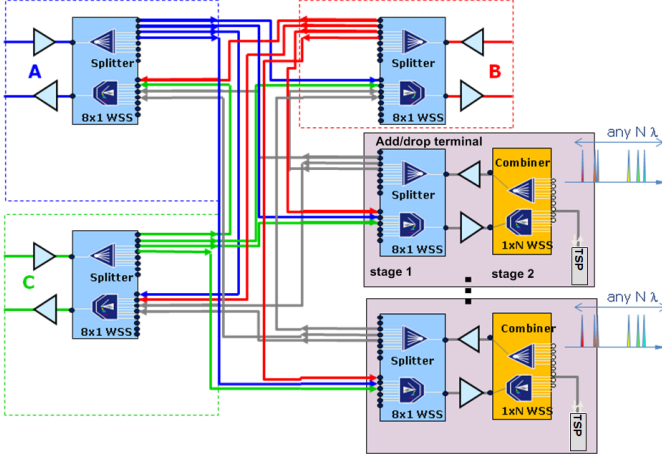 A
Splitter
8x1 WSS
Splitter
B
8x1 WSS
Add/drop terminal
Splitter
8x1 WSS
Combiner
1xN WSS
TSP
any N λ
stage 1
stage 2
C
Splitter
8x1 WSS
Splitter
8x1 WSS
Combiner
1xN WSS
TSP
any N λ